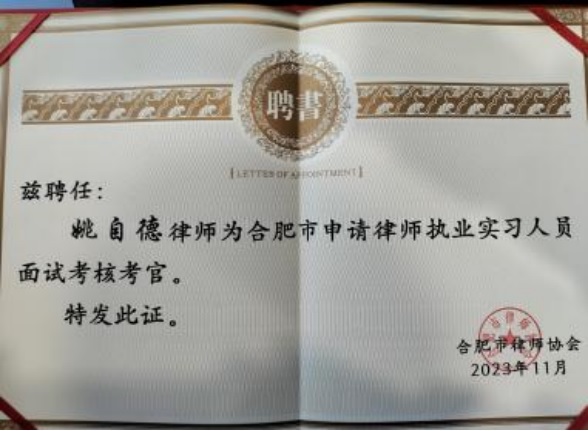 聘書
[LETTES OF APPOINTMENT]
兹聘任：
姚自德律师为合肥市申请律师执业实习人员
面试考核考官。
特发此证。
合肥市律师协会
2023年11月